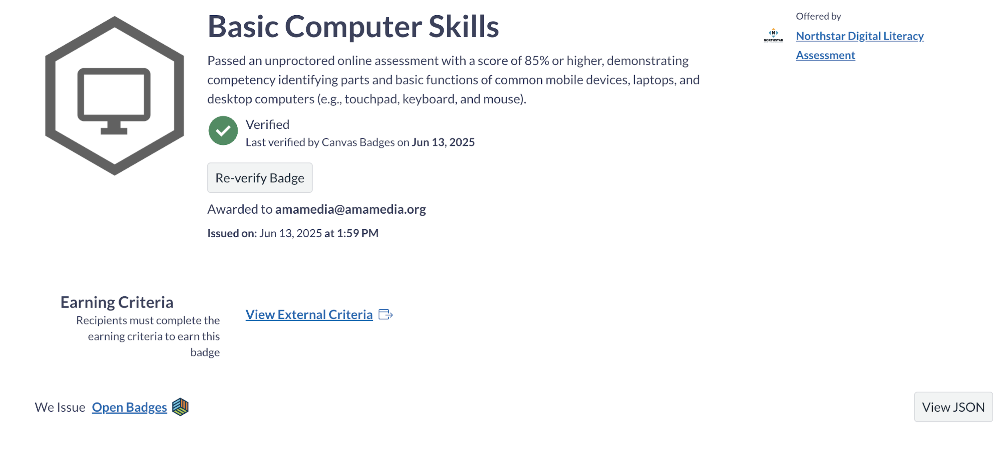 Basic Computer Skills
Passed an unproctored online assessment with a score of 85% or higher, demonstrating
competency identifying parts and basic functions of common mobile devices, laptops, and
desktop computers (e.g., touchpad, keyboard, and mouse).
Verified
Last verified by Canvas Badges on Jun 13, 2025
Re-verify Badge
Awarded to amamedia@amamedia.org
Issued on: Jun 13, 2025 at 1:59 PM
Offered by
N
NORTHSTAR
Northstar Digital Literacy
Assessment
Earning Criteria
Recipients must complete the
earning criteria to earn this
badge
View External Criteria
We Issue Open Badges
View JSON